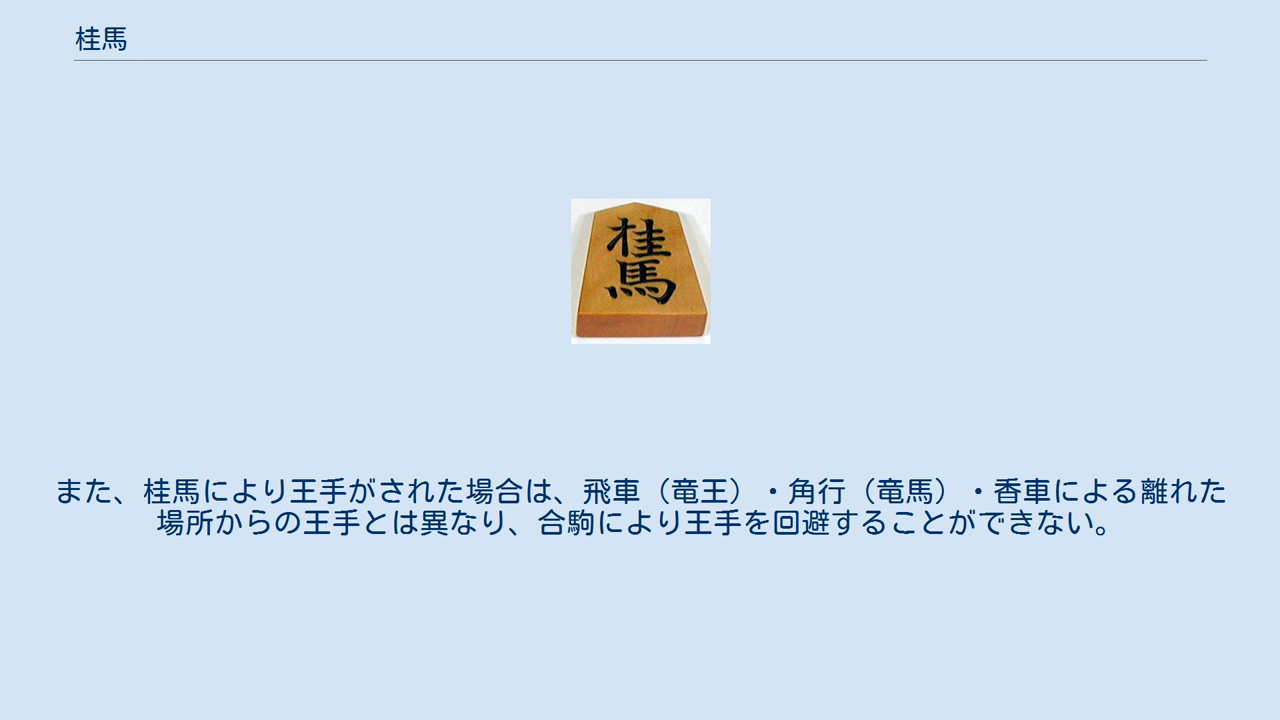 桂馬
桂
馬
また、桂馬により王手がされた場合は、飛車（竜王）・角行（竜馬）・香車による離れた
場所からの王手とは異なり、合駒により王手を回避することができない。